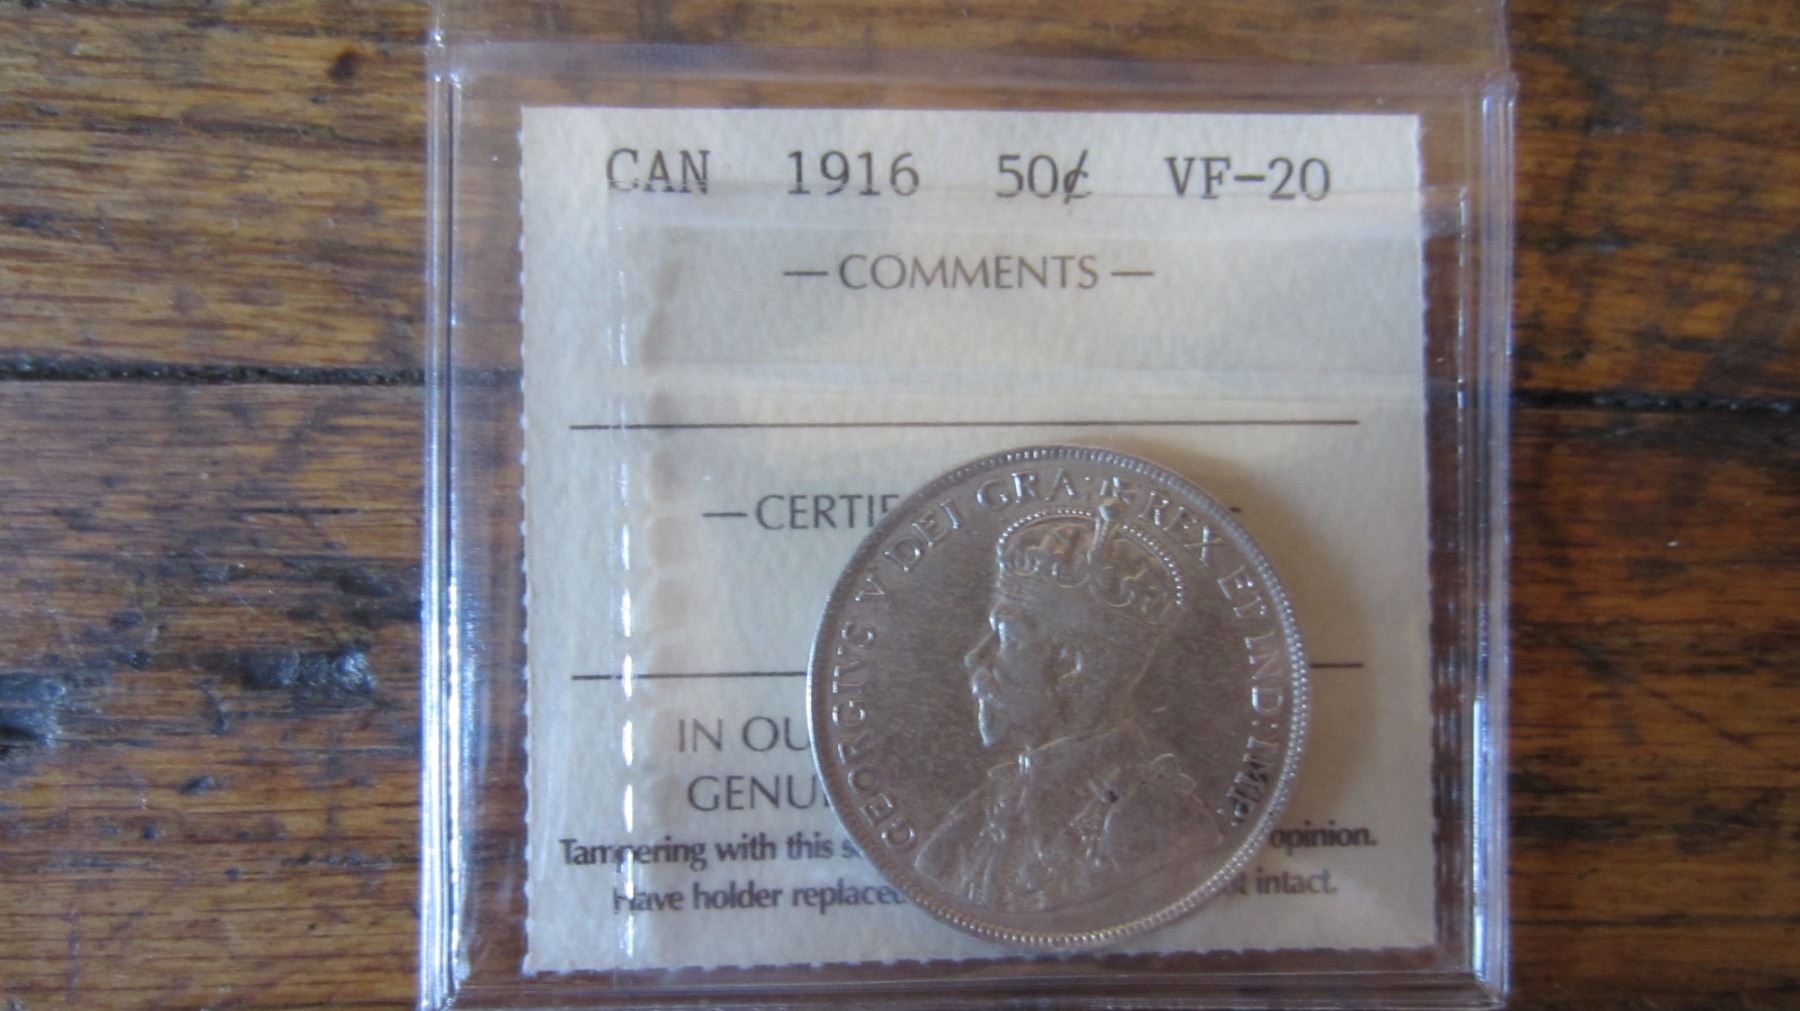 CAN 1916 50¢ VF-20
— COMMENTS —
— CERTIF
IN OU
GENUI
Tampering with this s opinion.
Have holder replaced t intact.
GEORGIVS V DEI GRA: REX ET IND: IMP: